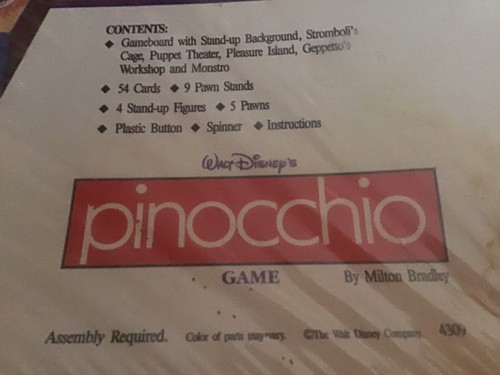 CONTENTS:
◆ Gameboard with Stand-up Background, Stromboli's
Cage, Puppet Theater, Pleasure Island, Geppetto's
Workshop and Monstro
◆ 54 Cards ◆ 9 Pawn Stands
◆ 4 Stand-up Figures ◆ 5 Pawns
◆ Plastic Button ◆ Spinner ◆ Instructions
Walt Disney's
pinocchio
GAME By Milton Bradley
Assembly Required. Color of parts may vary. ©The Walt Disney Company. 4309